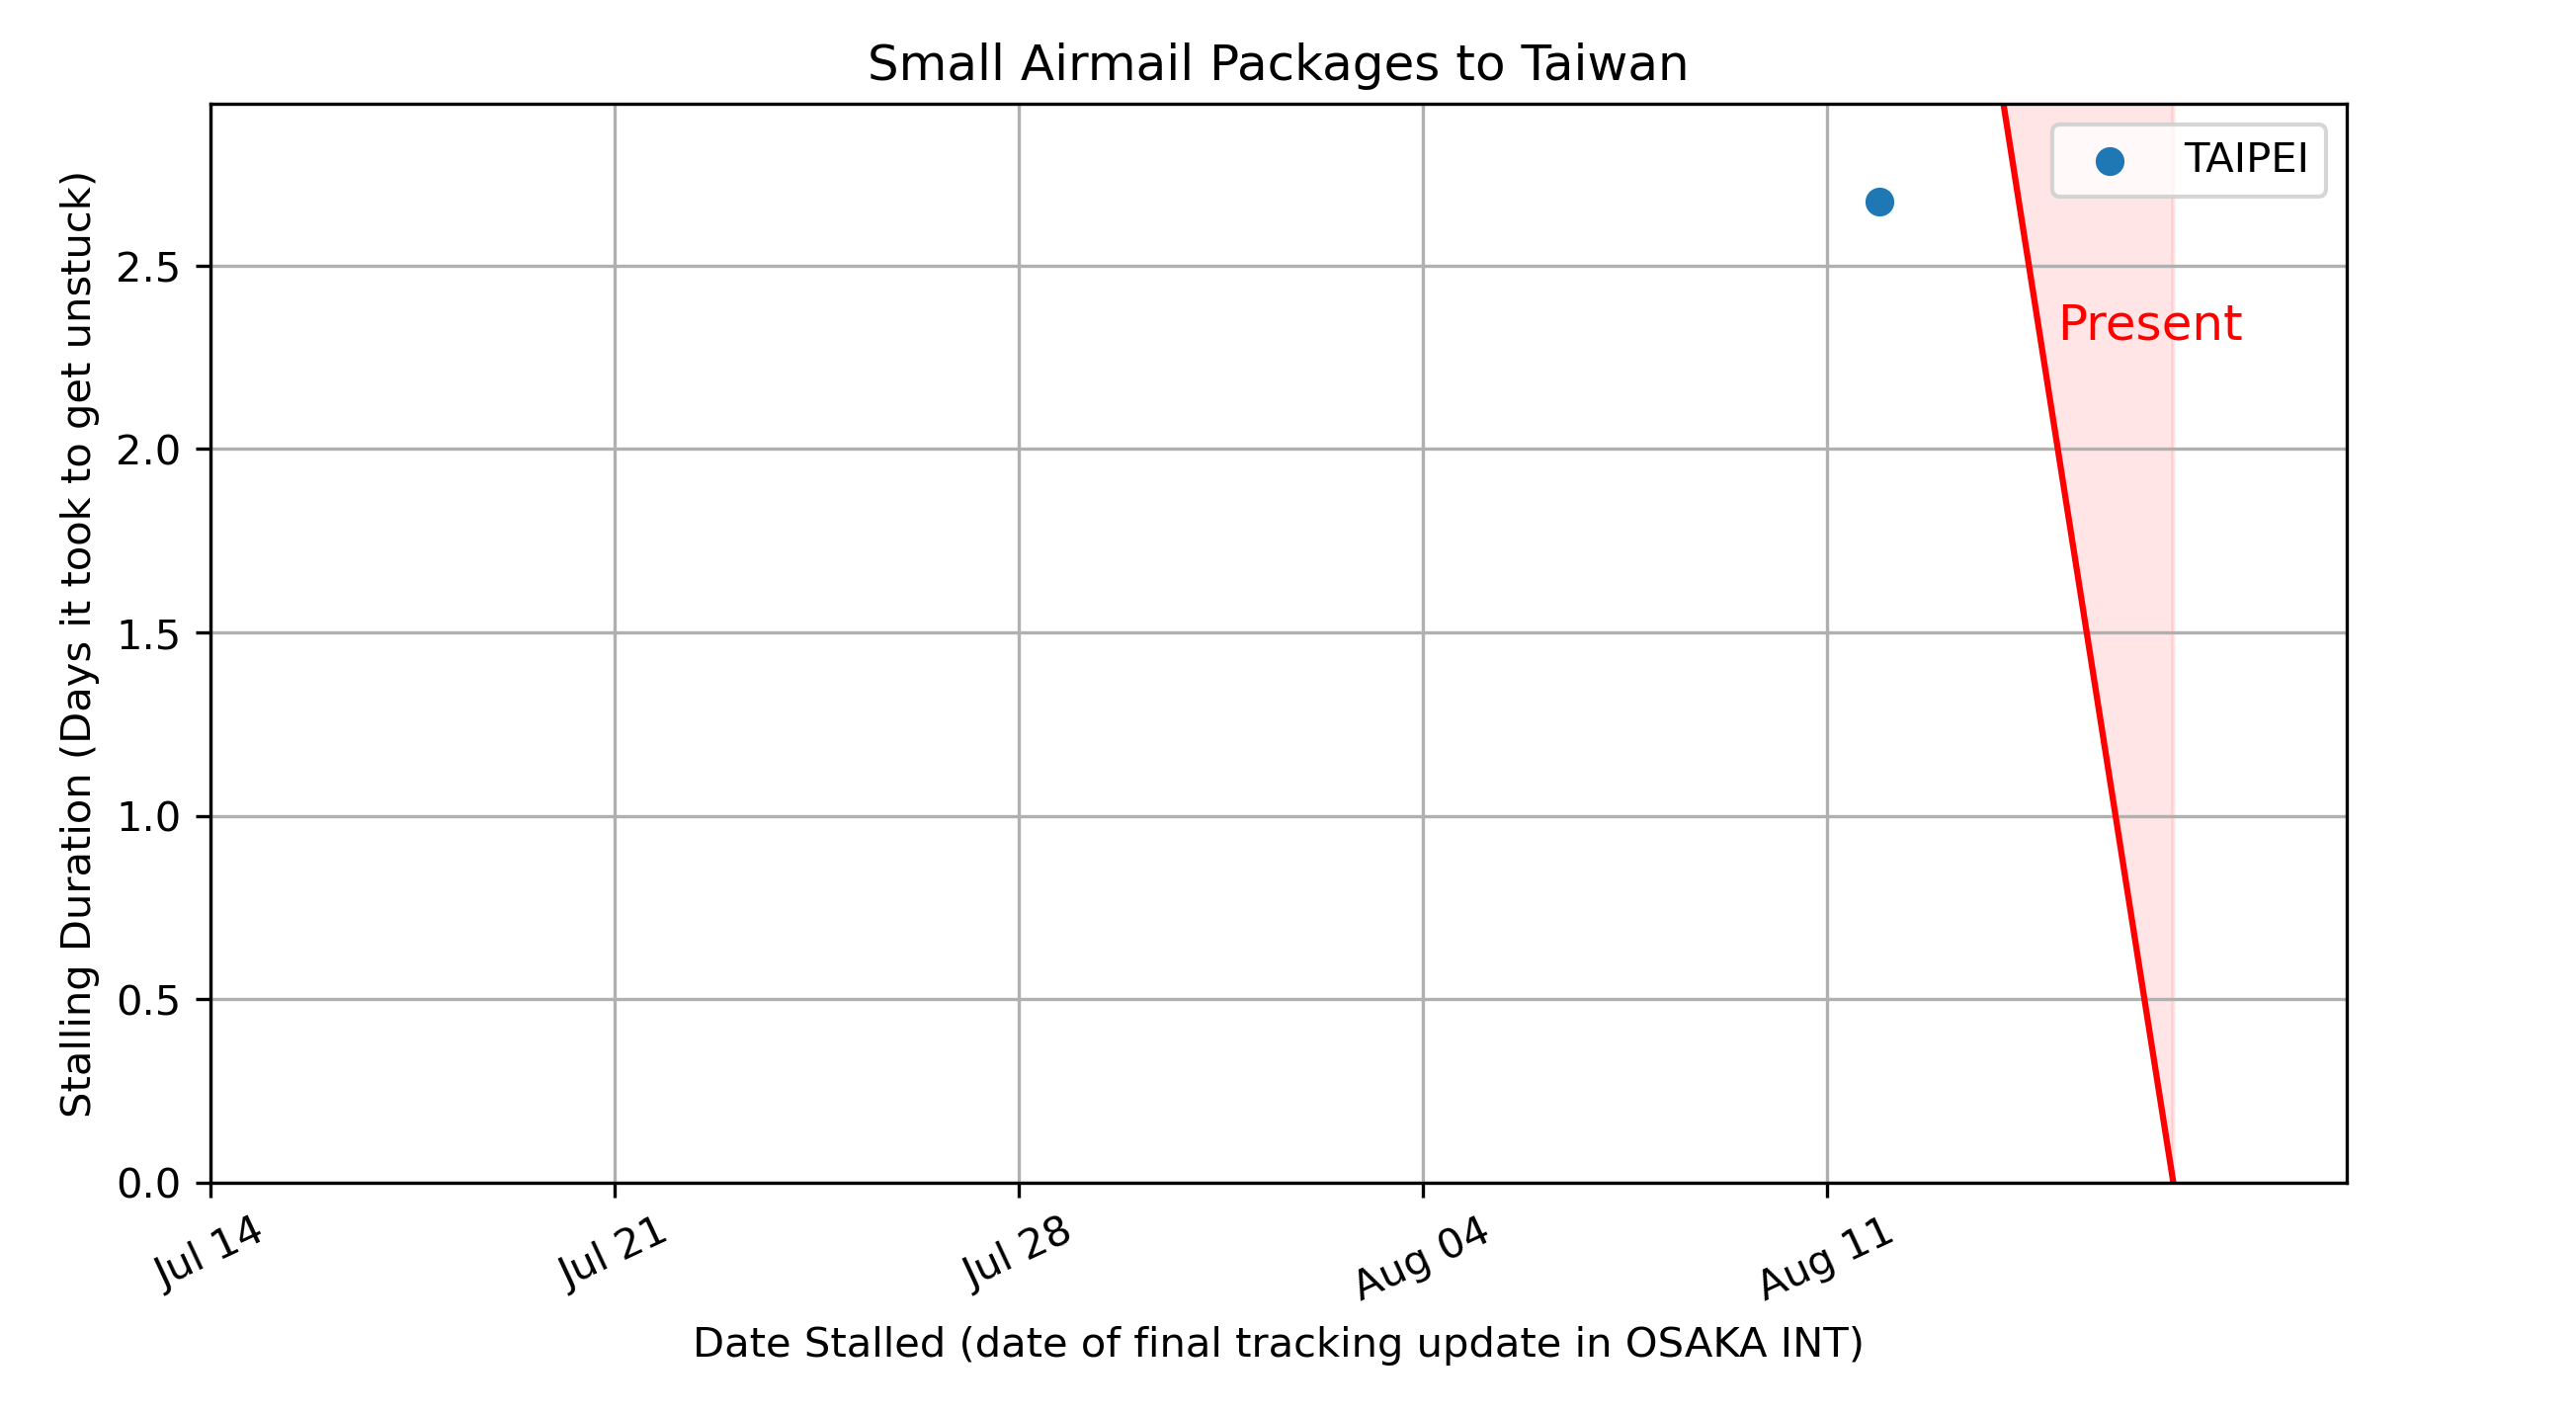 Small Airmail Packages to Taiwan
TAIPEI
Present
Stalling Duration (Days it took to get unstuck)
2.5
2.0
1.5
1.0
0.5
0.0
Jul 14
Jul 21
Jul 28
Aug 04
Aug 11
Date Stalled (date of final tracking update in OSAKA INT)